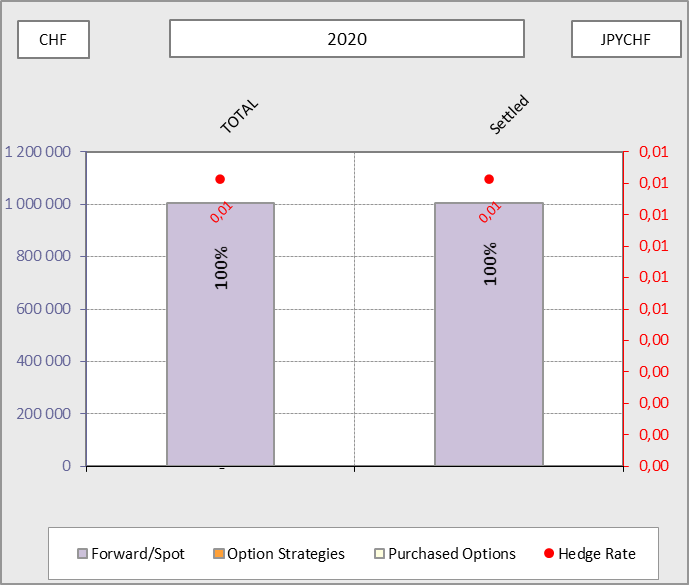 CHF
2020
JPYCHF
TOTAL
Settled
1 200 000
1 000 000
800 000
600 000
400 000
200 000
0
0,01
0,01
100%
100%
0,01
0,01
0,01
0,01
0,01
0,01
0,00
0,00
0,00
0,00
0,00
-
Forward/Spot
Option Strategies
Purchased Options
Hedge Rate